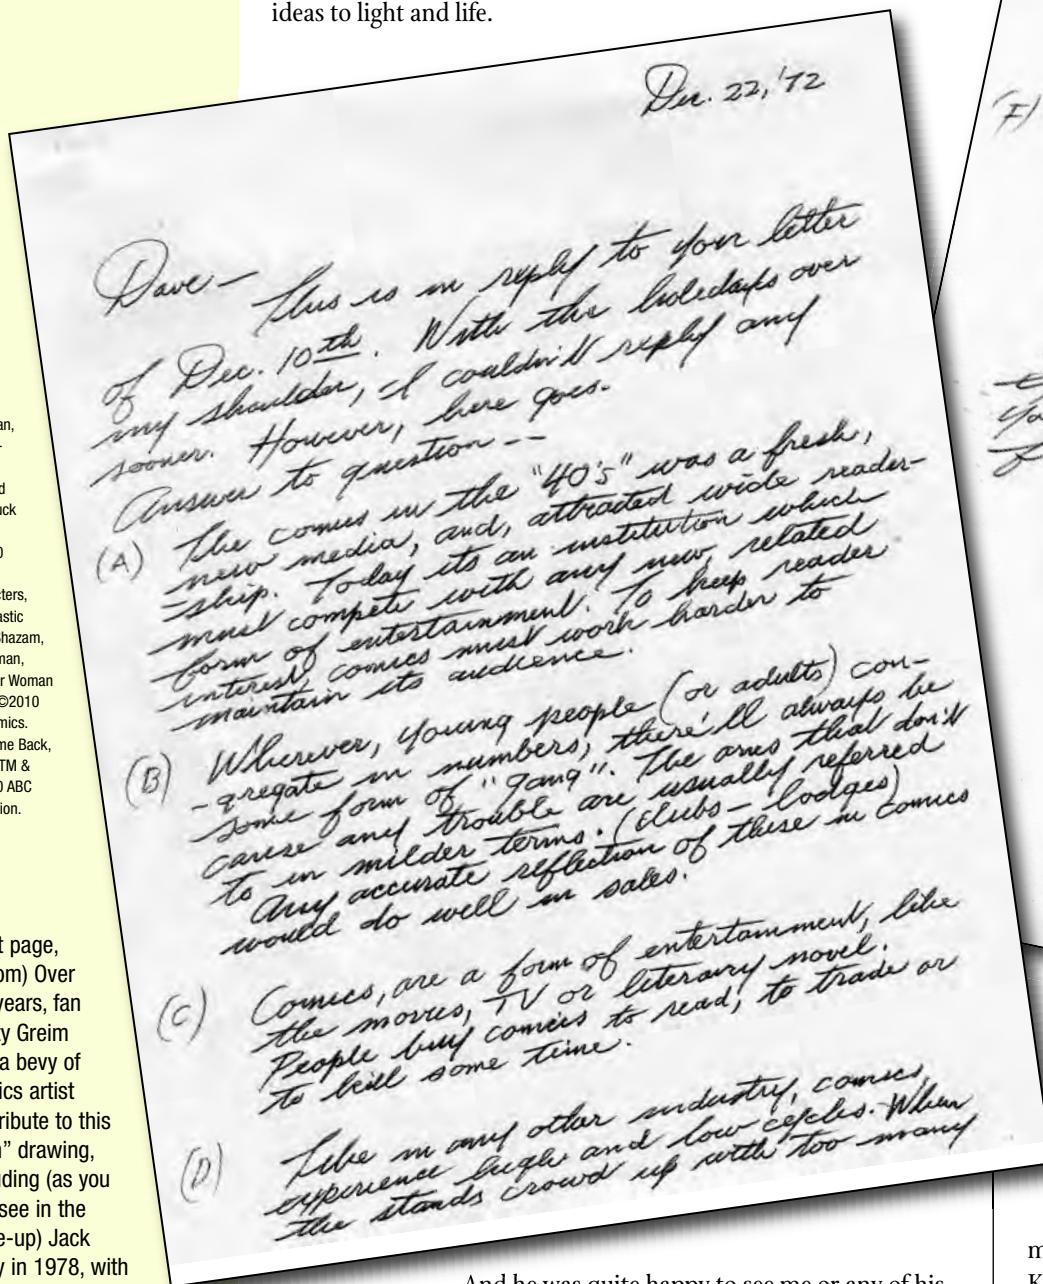 ideas to light and life.
Dec. 22, '72
Dave— This is in reply to your letter
of Dec. 10th. With the holidays over
my shoulder, I couldn't reply any
sooner. However, here goes.
Answer to question --
(A) The comics in the "40's" was a fresh,
new media, and, attracted wide reader-
-ship. Today its an institution which
must compete with any new, related
form of entertainment. To keep reader
interest, comics must work harder to
maintain its audience.
(B) Wherever, young people (or adults) con-
-gregate in numbers, there'll always be
some form of "gang". The ones that don't
cause any trouble are usually referred
to in milder terms. (Clubs – lodges)
Any accurate reflection of these in comics
would do well in sales.
(C) Comics, are a form of entertainment, like
the movies, TV or literary novel.
People buy comics to read, to trade or
to kill some time.
(D) Like in any other industry, comics,
experience high and low cycles. When
the stands crowd up with too many
(F)
an,
d
uck
0
cters,
astic
Shazam,
man,
r Woman
©2010
mics.
me Back,
TM &
0 ABC
ion.
t page,
om) Over
years, fan
ty Greim
a bevy of
ics artist
ribute to this
n” drawing,
uding (as you
see in the
e-up) Jack
y in 1978, with
And he was quite happy to see me or any of his
m
K